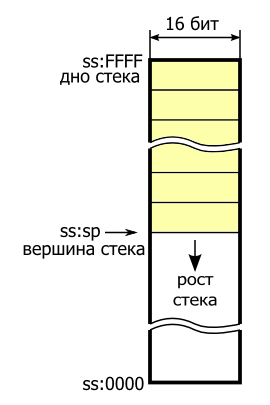 16 бит
ss:FFFF
дно стека
ss:sp
вершина стека
рост
стека
ss:0000